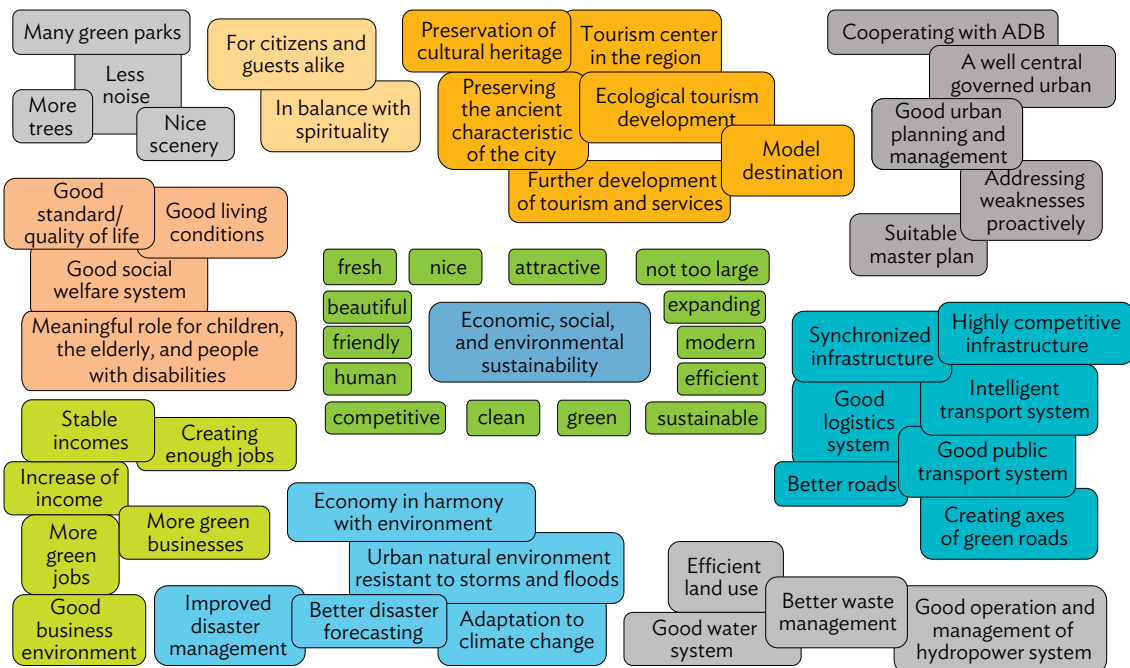 Many green parks
Less
noise
More
trees
Nice
scenery
For citizens and
guests alike
In balance with
spirituality
Preservation of
cultural heritage
Tourism center
in the region
Preserving
the ancient
characteristic
of the city
Ecological tourism
development
Model
destination
Further development
of tourism and services
Cooperating with ADB
A well central
governed urban
Good urban
planning and
management
Addressing
weaknesses
proactively
Suitable
master plan
Good
standard/
quality of life
Good living
conditions
Good social
welfare system
Meaningful role for children,
the elderly, and people
with disabilities
fresh
nice
attractive
not too large
beautiful
expanding
friendly
modern
human
efficient
competitive
clean
green
sustainable
Economic, social,
and environmental
sustainability
Synchronized
infrastructure
Highly competitive
infrastructure
Good
logistics
system
Intelligent
transport system
Good public
transport system
Better roads
Creating axes
of green roads
Stable
incomes
Creating
enough jobs
Increase of
income
More green
businesses
More
green
jobs
Good
business
environment
Economy in harmony
with environment
Urban natural environment
resistant to storms and floods
Improved
disaster
management
Better disaster
forecasting
Adaptation to
climate change
Efficient
land use
Good water
system
Better waste
management
Good operation and
management of
hydropower system